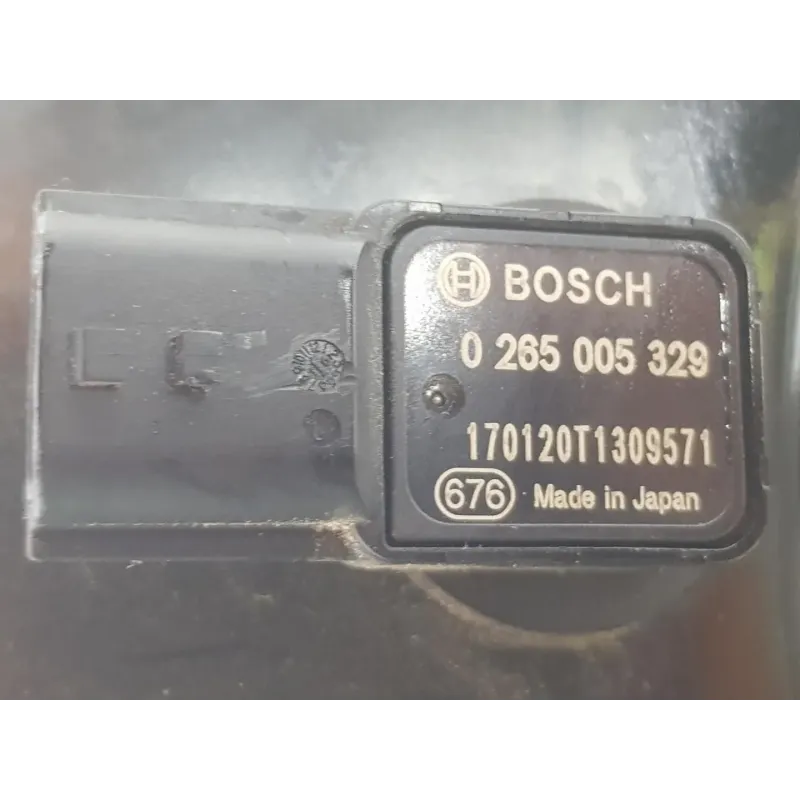 BOSCH
0 265 005 329
170120T1309571
676 Made in Japan